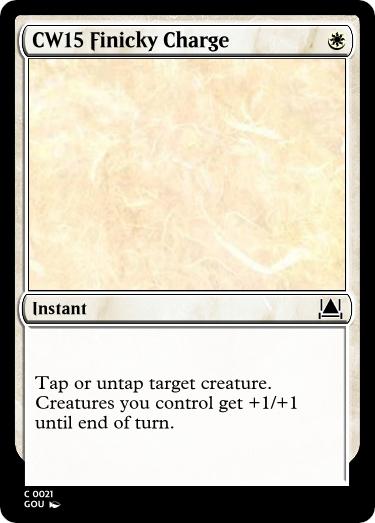 CW15 Finicky Charge
Instant
Tap or untap target creature.
Creatures you control get +1/+1
until end of turn.
C 0021
GOU